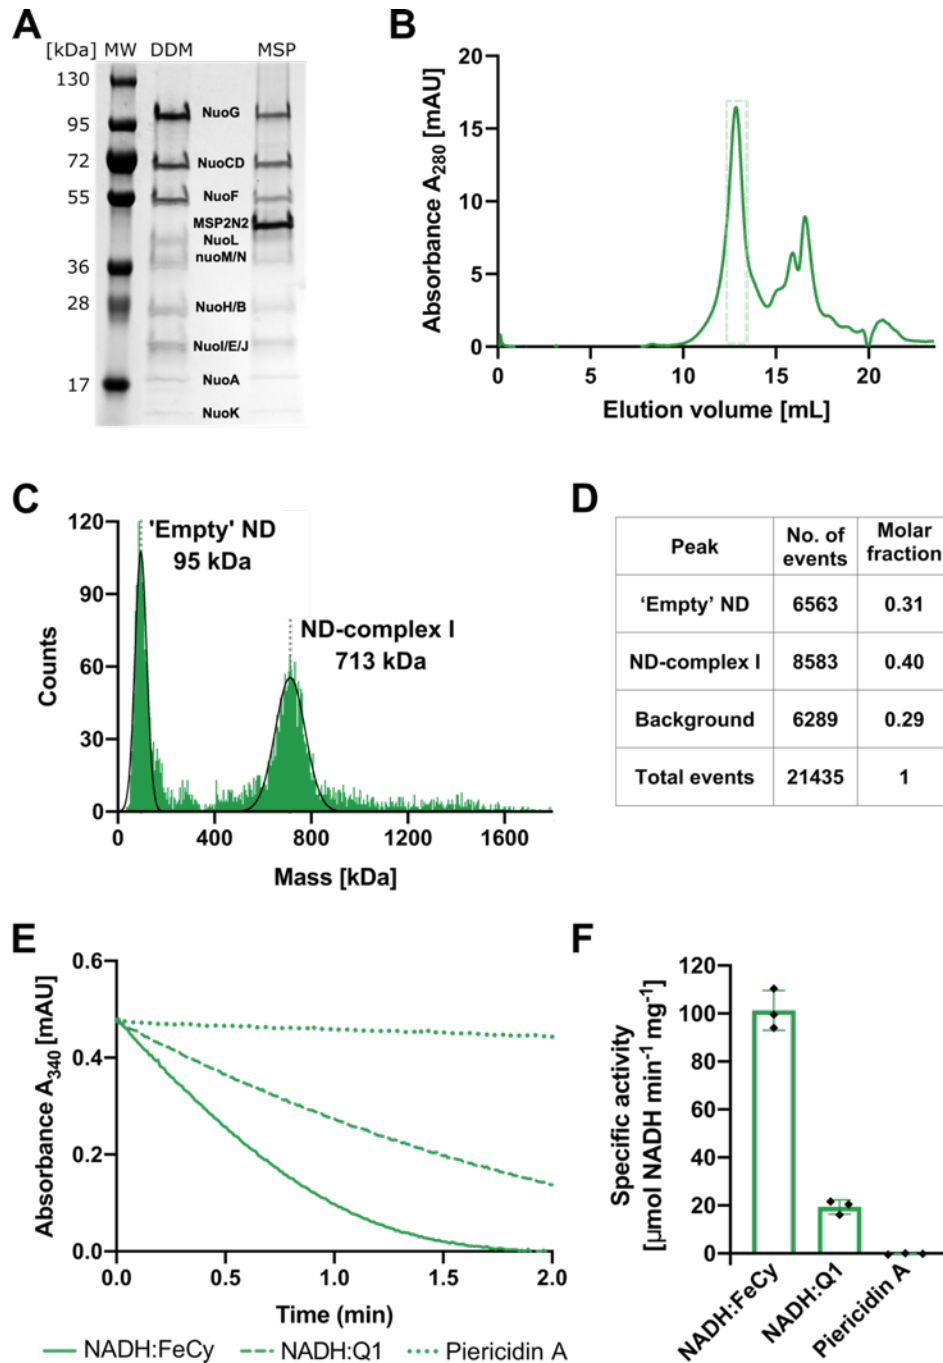 A
[kDa] MW DDM MSP
130
95
72
55
36
28
17
NuoG
NuoCD
NuoF
MSP2N2
NuoL
nuoM/N
NuoH/B
NuoI/E/J
NuoA
NuoK
B
Absorbance A280 [mAU]
20
15
10
5
0
0 5 10 15 20
Elution volume [mL]
C
Counts
120
90
60
30
0
'Empty' ND
95 kDa
ND-complex I
713 kDa
0 400 800 1200 1600
Mass [kDa]
D
Peak No. of events Molar fraction
'Empty' ND 6563 0.31
ND-complex I 8583 0.40
Background 6289 0.29
Total events 21435 1
E
Absorbance A340 [mAU]
0.6
0.4
0.2
0.0
0.0 0.5 1.0 1.5 2.0
Time (min)
NADH:FeCy NADH:Q1 Piericidin A
F
Specific activity
[µmol NADH min-1 mg-1]
120
100
80
60
40
20
0
NADH:FeCy
NADH:Q1
Piericidin A